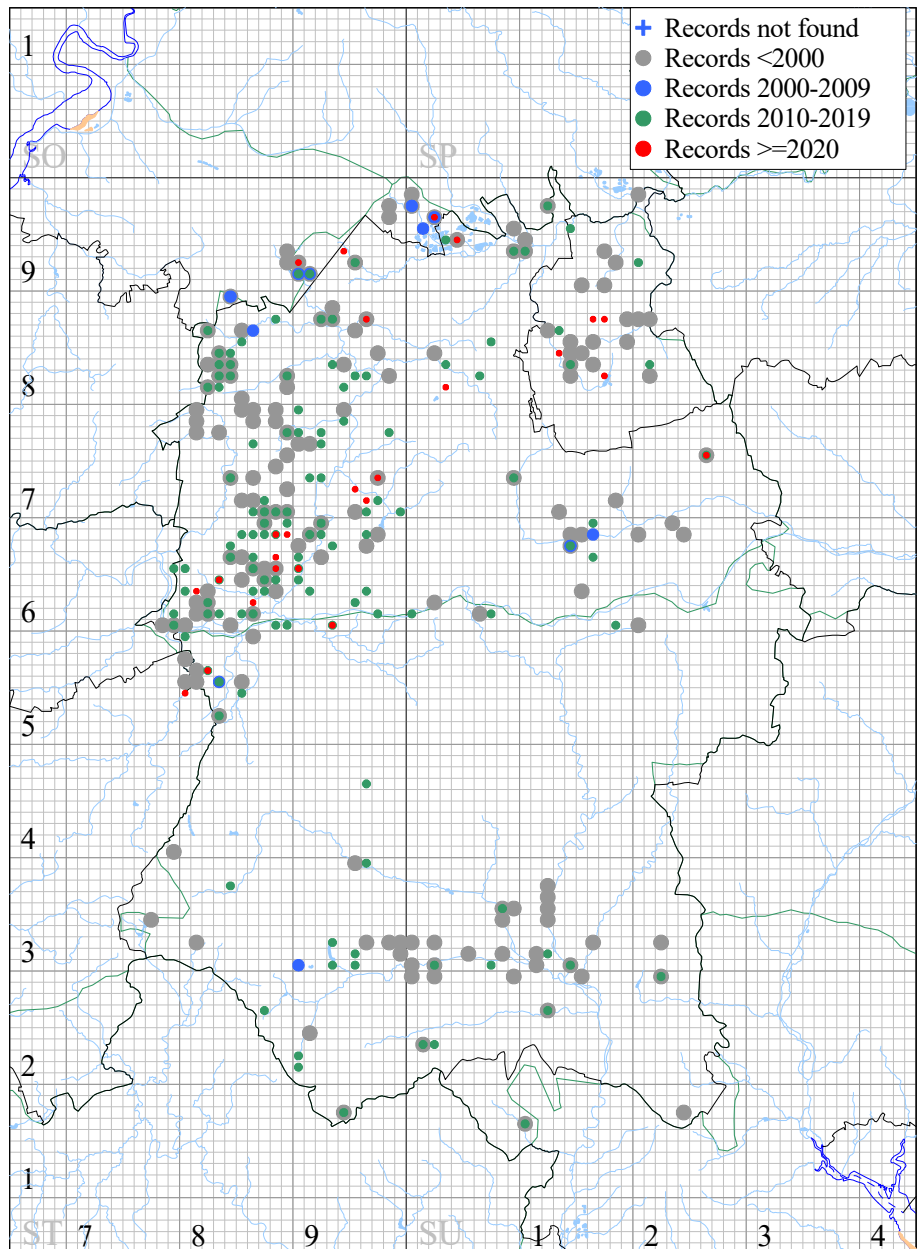 1
+ Records not found
Records <2000
Records 2000-2009
Records 2010-2019
Records >=2020
SO
SP
9
8
7
6
5
4
3
2
1
ST 7 8 9 SU 1 2 3 4